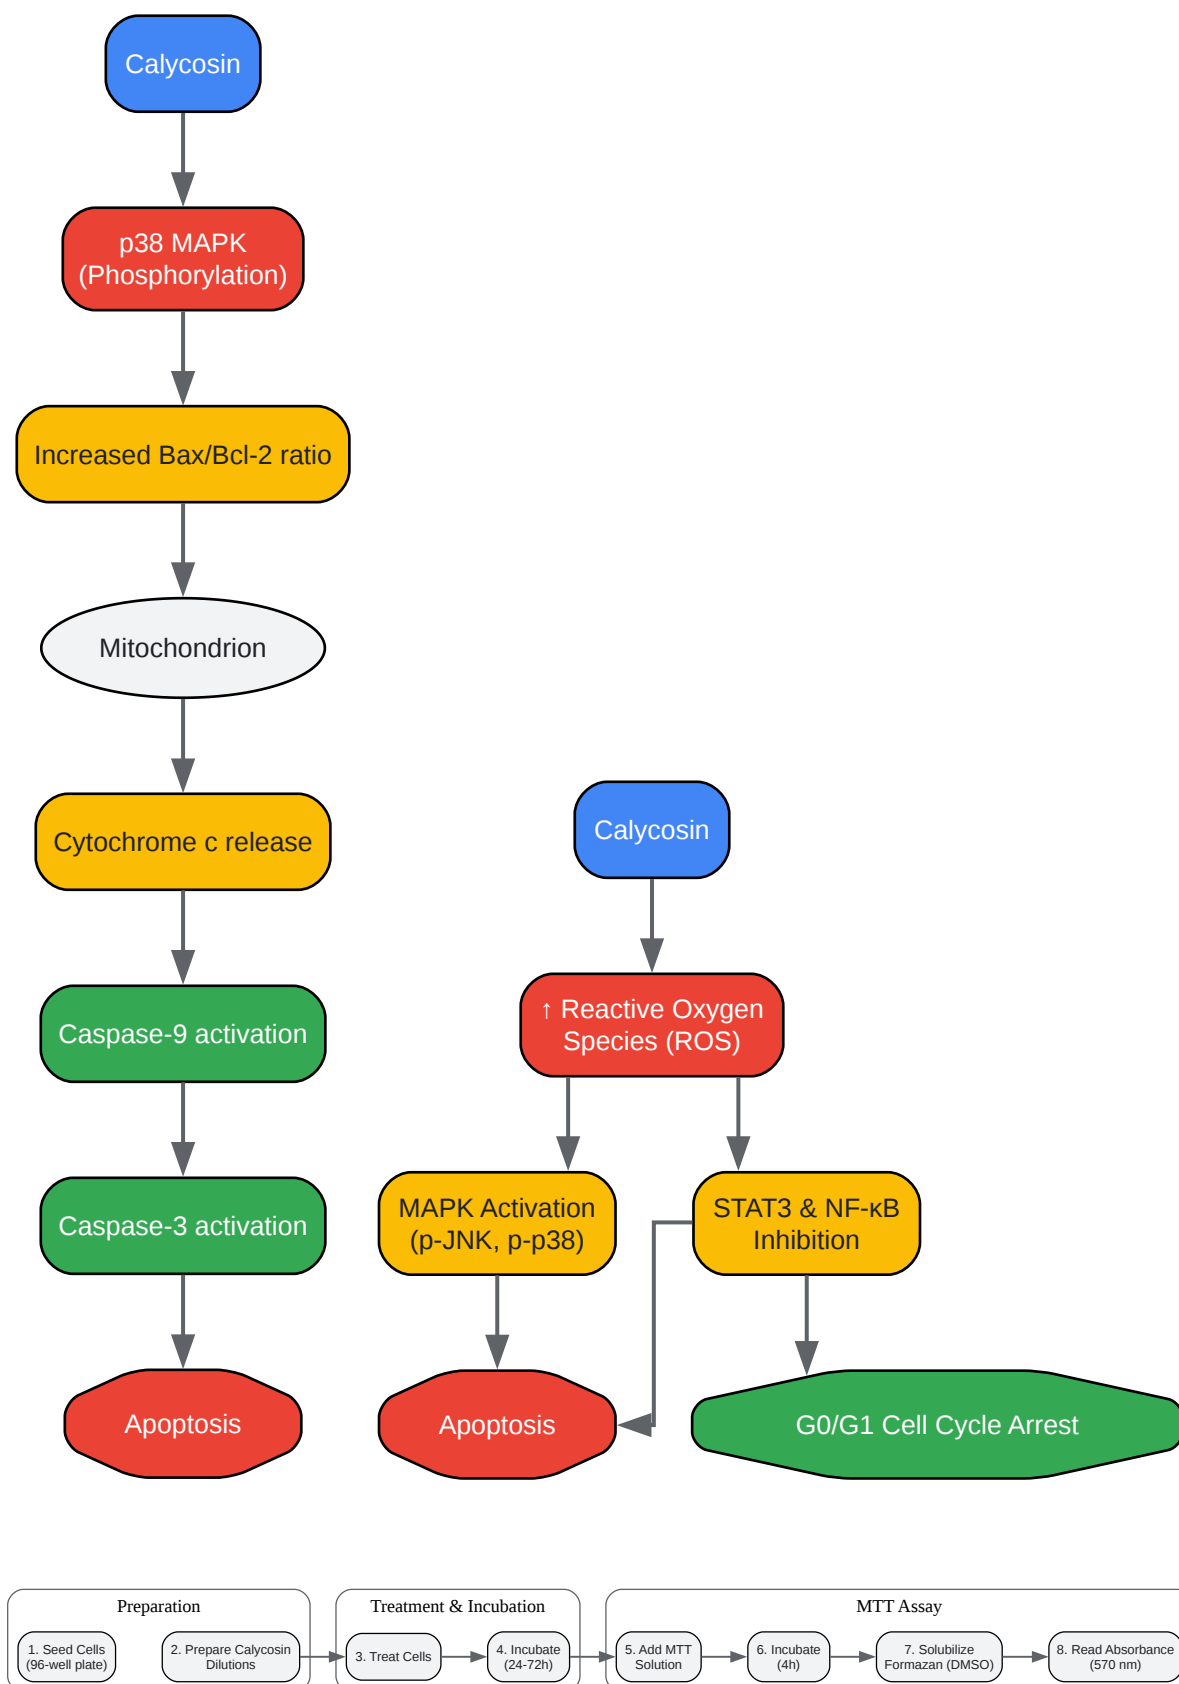 Calycosin
p38 MAPK
(Phosphorylation)
Increased Bax/Bcl-2 ratio
Mitochondrion
Cytochrome c release
Caspase-9 activation
Caspase-3 activation
Apoptosis
Calycosin
↑ Reactive Oxygen
Species (ROS)
MAPK Activation
(p-JNK, p-p38)
STAT3 & NF-κB
Inhibition
Apoptosis
G0/G1 Cell Cycle Arrest
Preparation
1. Seed Cells
(96-well plate)
2. Prepare Calycosin
Dilutions
Treatment & Incubation
3. Treat Cells
4. Incubate
(24-72h)
MTT Assay
5. Add MTT
Solution
6. Incubate
(4h)
7. Solubilize
Formazan (DMSO)
8. Read Absorbance
(570 nm)